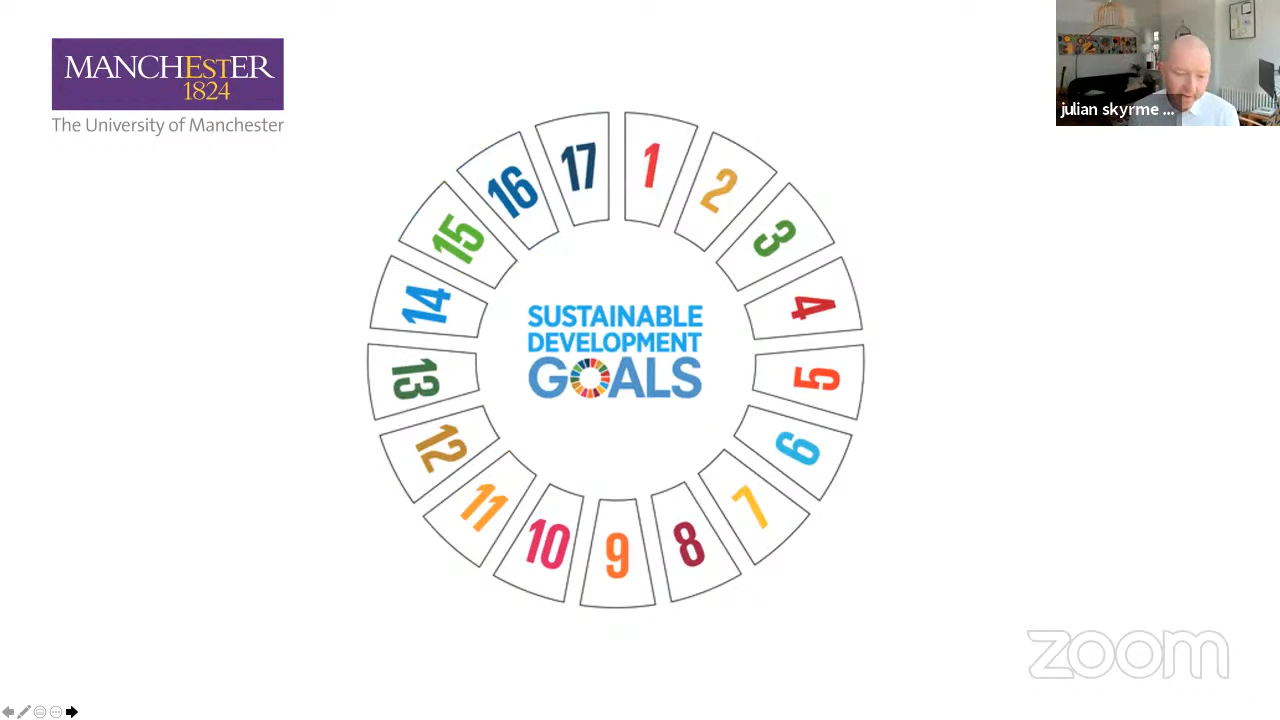 MANCHESTER
1824
The University of Manchester
julian skyrme ...
1
2
3
4
5
6
7
8
9
10
11
12
13
14
15
16
17
SUSTAINABLE
DEVELOPMENT
GOALS
zoom